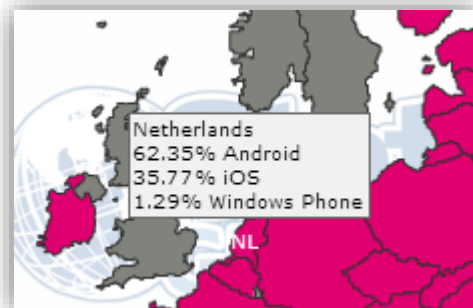 Netherlands
62.35% Android
35.77% iOS
1.29% Windows Phone
NL